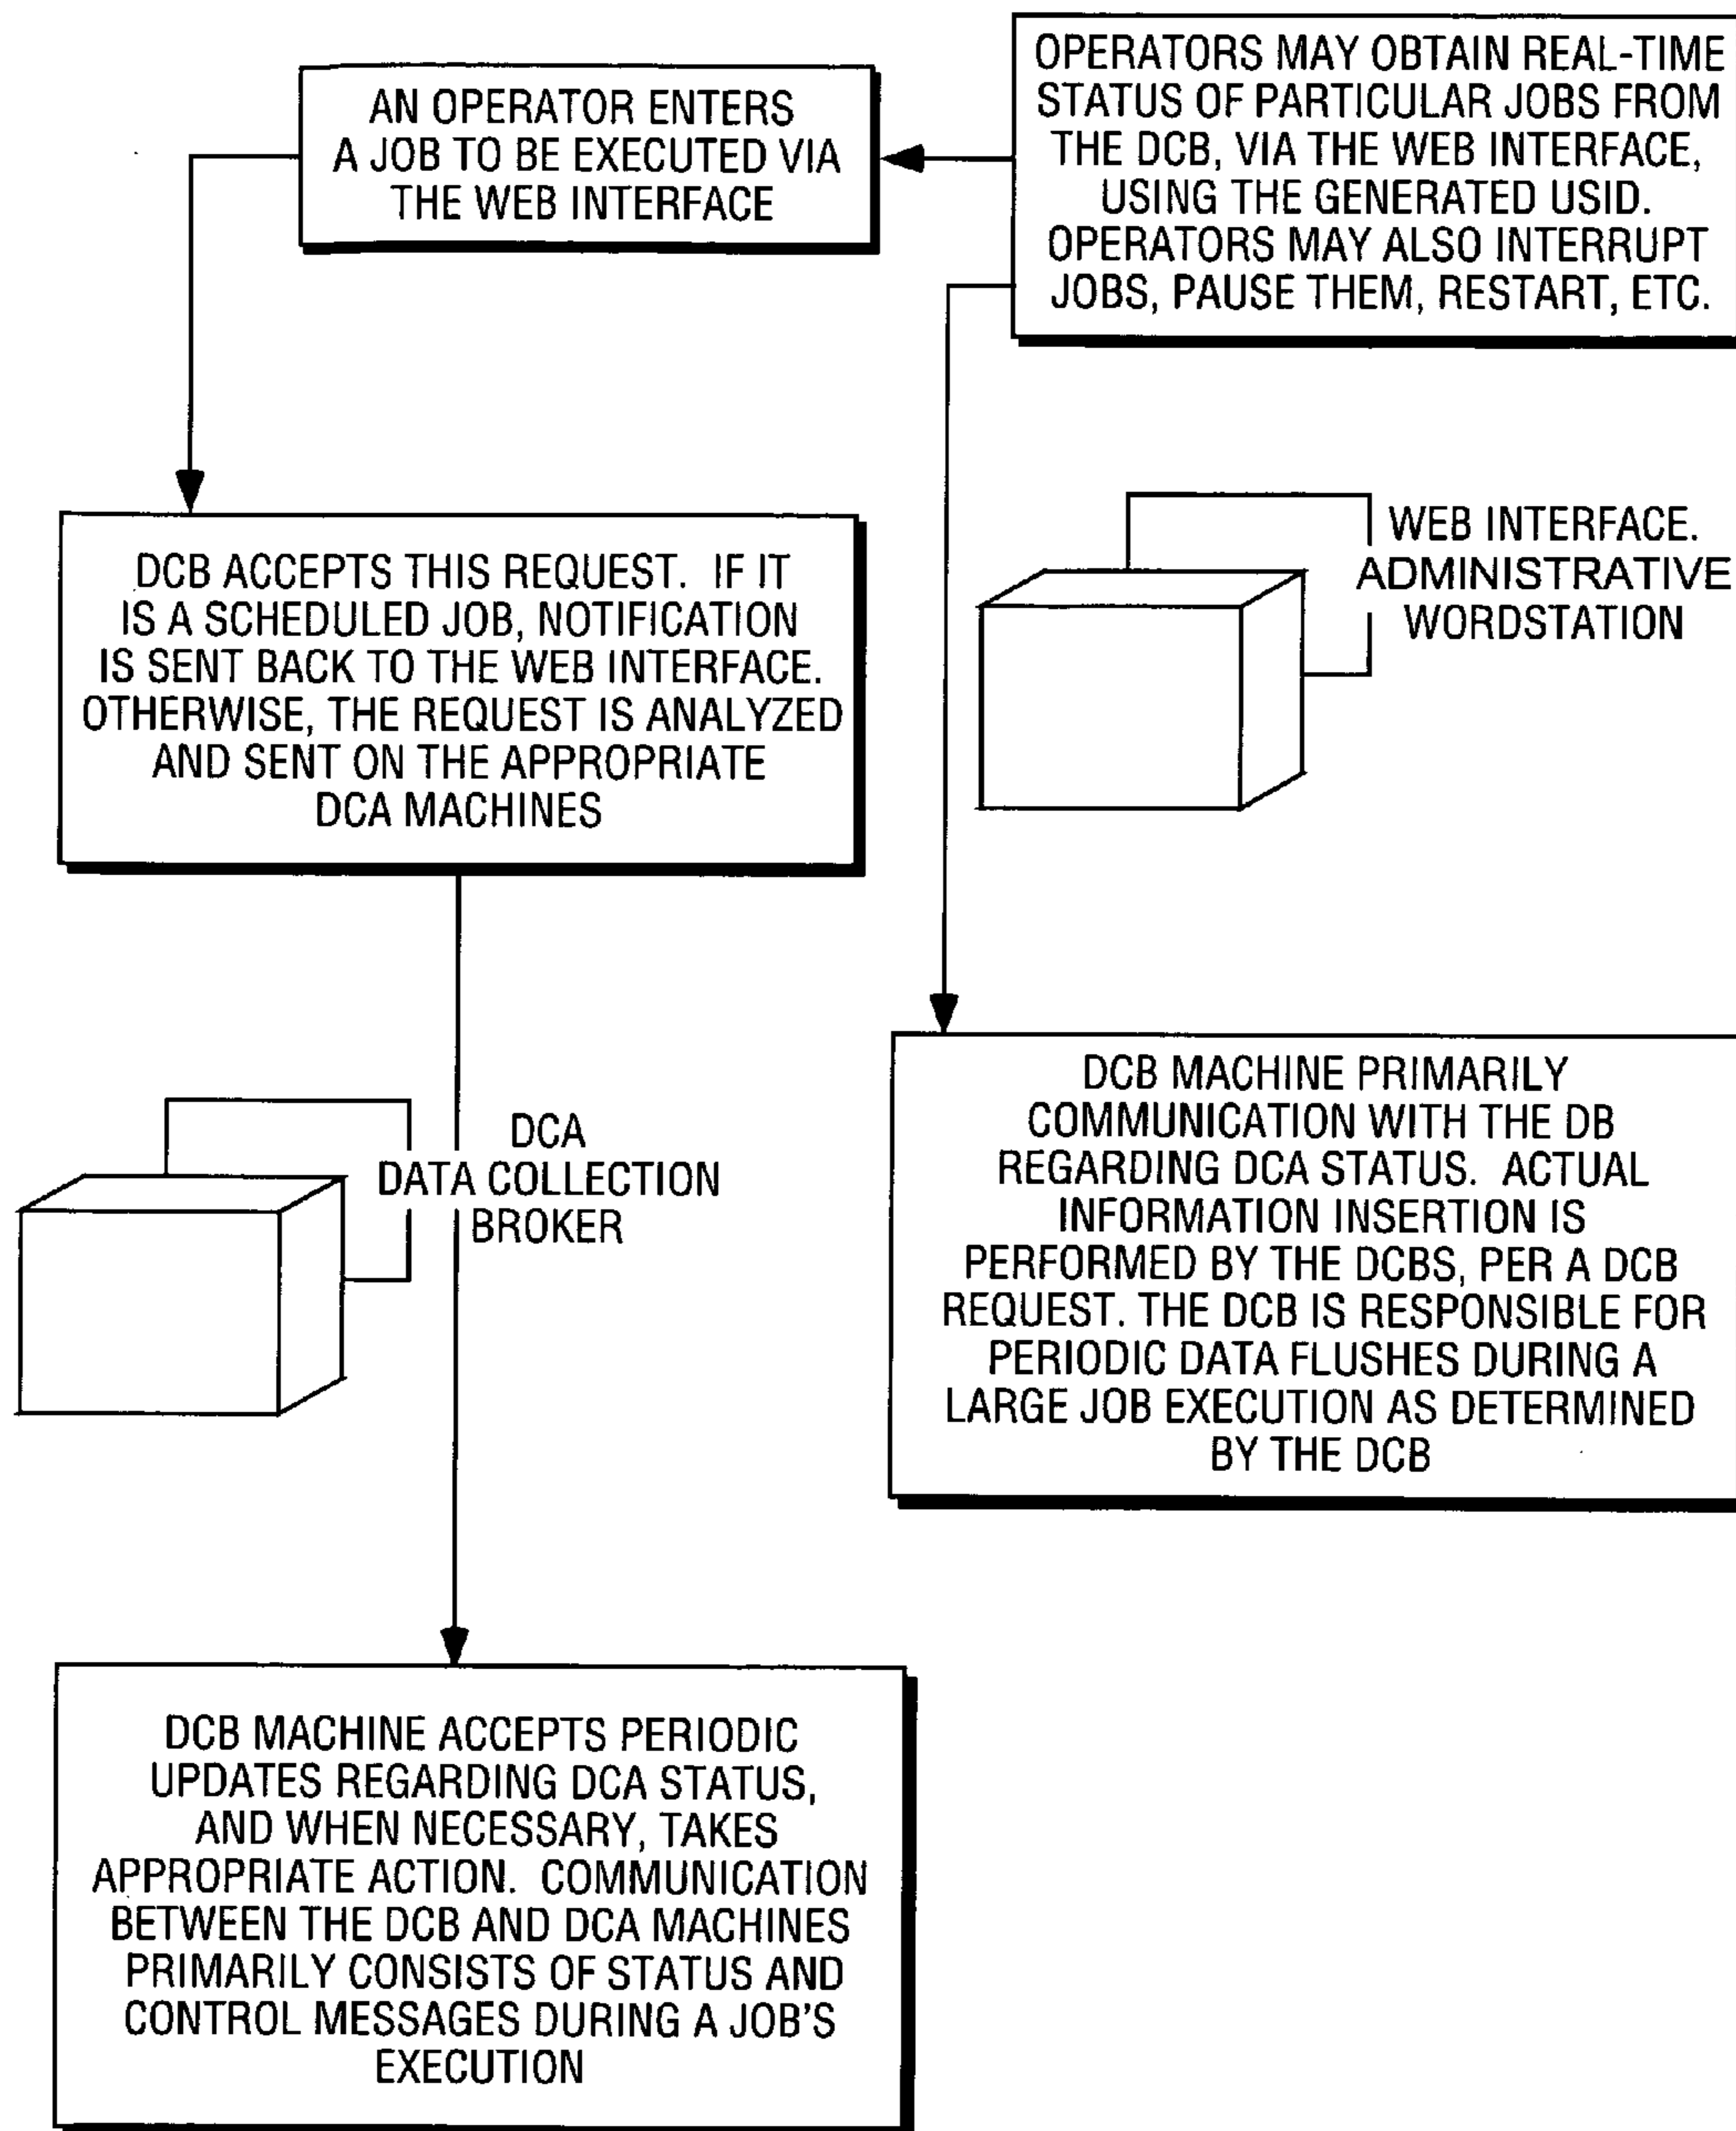 AN OPERATOR ENTERS
A JOB TO BE EXECUTED VIA
THE WEB INTERFACE
OPERATORS MAY OBTAIN REAL-TIME
STATUS OF PARTICULAR JOBS FROM
THE DCB, VIA THE WEB INTERFACE,
USING THE GENERATED USID.
OPERATORS MAY ALSO INTERRUPT
JOBS, PAUSE THEM, RESTART, ETC.
DCB ACCEPTS THIS REQUEST. IF IT
IS A SCHEDULED JOB, NOTIFICATION
IS SENT BACK TO THE WEB INTERFACE.
OTHERWISE, THE REQUEST IS ANALYZED
AND SENT ON THE APPROPRIATE
DCA MACHINES
WEB INTERFACE.
ADMINISTRATIVE
WORDSTATION
DCA
DATA COLLECTION
BROKER
DCB MACHINE PRIMARILY
COMMUNICATION WITH THE DB
REGARDING DCA STATUS. ACTUAL
INFORMATION INSERTION IS
PERFORMED BY THE DCBS, PER A DCB
REQUEST. THE DCB IS RESPONSIBLE FOR
PERIODIC DATA FLUSHES DURING A
LARGE JOB EXECUTION AS DETERMINED
BY THE DCB
DCB MACHINE ACCEPTS PERIODIC
UPDATES REGARDING DCA STATUS,
AND WHEN NECESSARY, TAKES
APPROPRIATE ACTION. COMMUNICATION
BETWEEN THE DCB AND DCA MACHINES
PRIMARILY CONSISTS OF STATUS AND
CONTROL MESSAGES DURING A JOB'S
EXECUTION